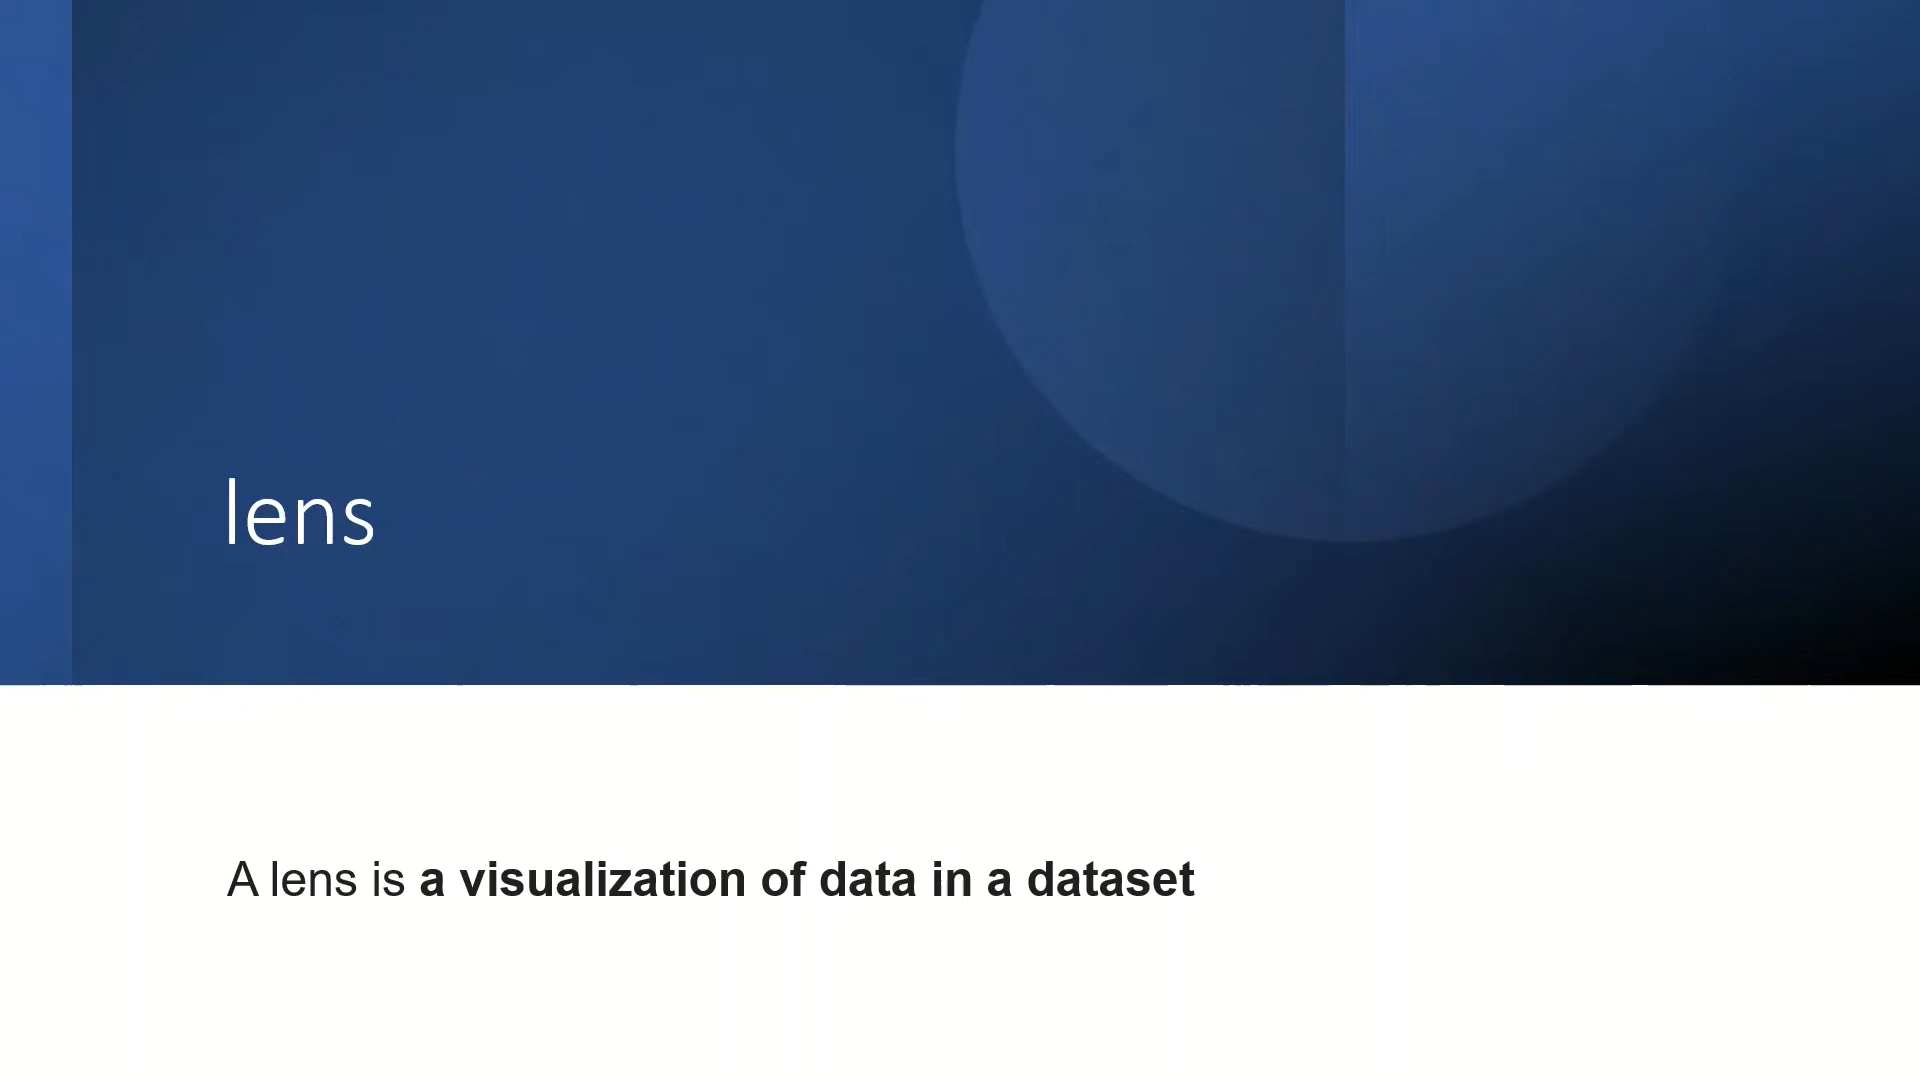 lens
A lens is a visualization of data in a dataset